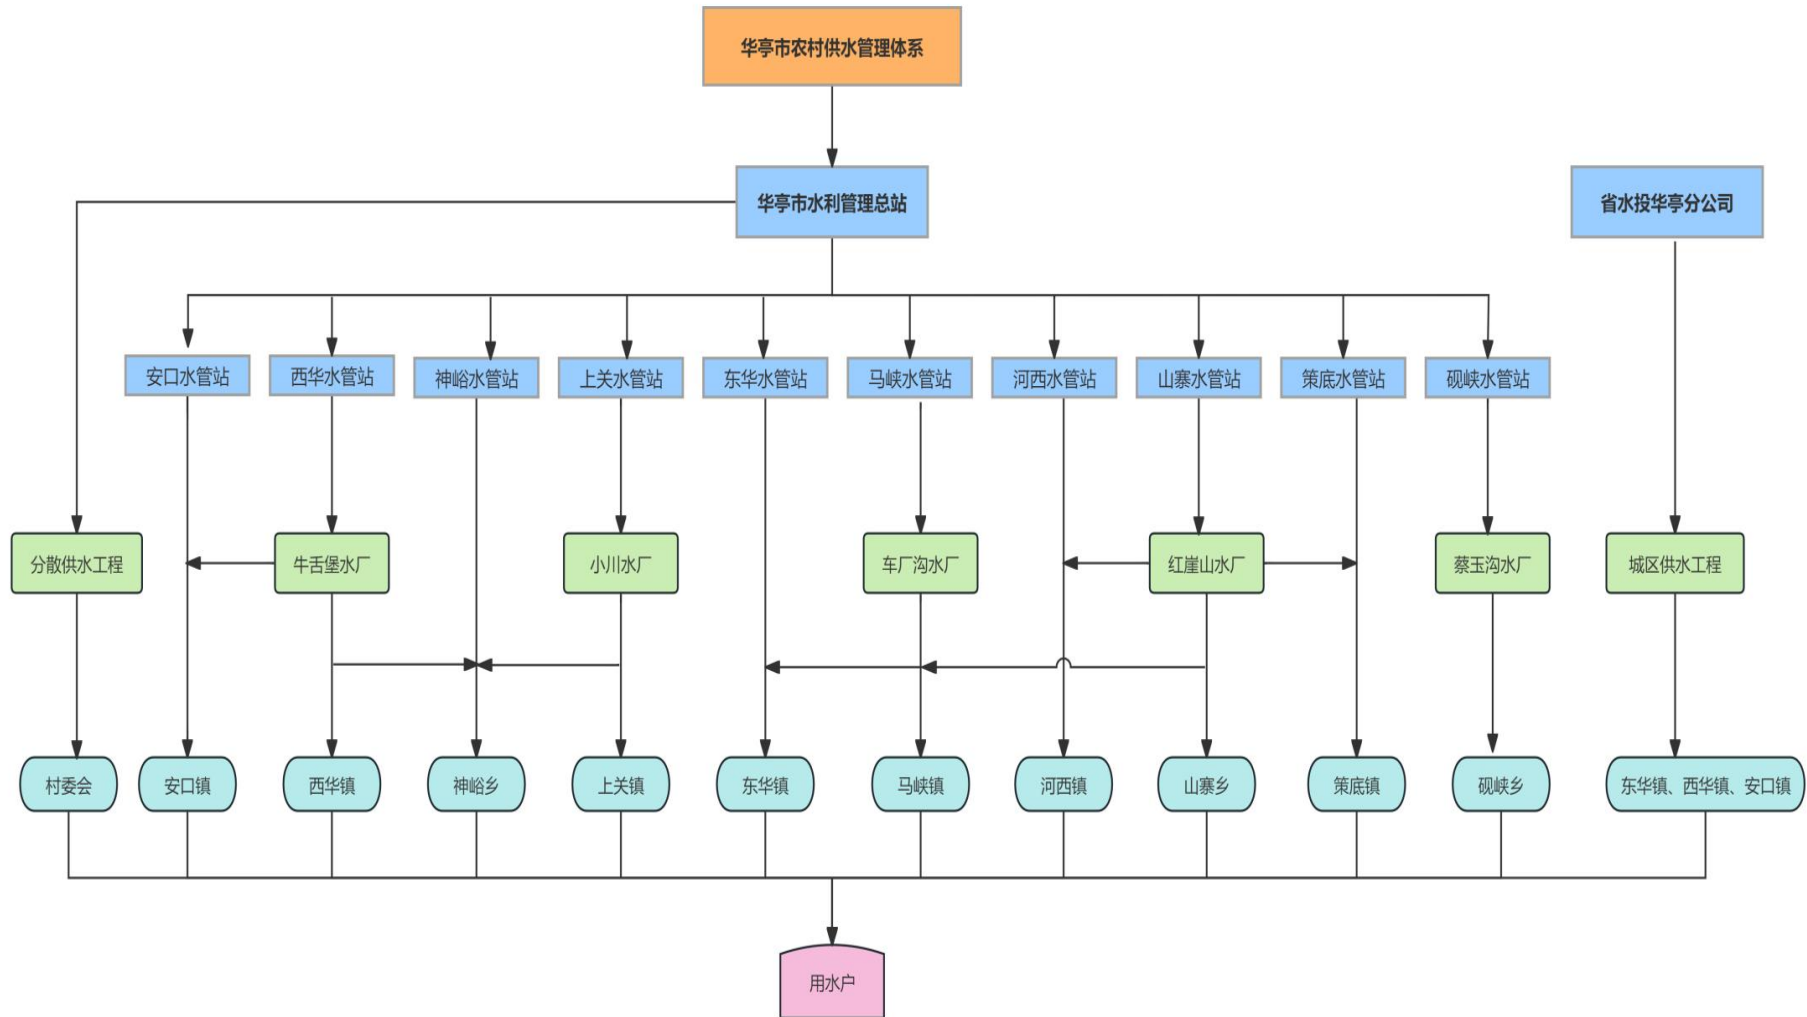 华亭市农村供水管理体系
华亭市水利管理总站
省水投华亭分公司
安口水管站
西华水管站
神峪水管站
上关水管站
东华水管站
马峡水管站
河西水管站
山寨水管站
策底水管站
砚峡水管站
分散供水工程
牛舌堡水厂
小川水厂
车厂沟水厂
红崖山水厂
蔡玉沟水厂
城区供水工程
村委会
安口镇
西华镇
神峪乡
上关镇
东华镇
马峡镇
河西镇
山寨乡
策底镇
砚峡乡
东华镇、西华镇、安口镇
用水户